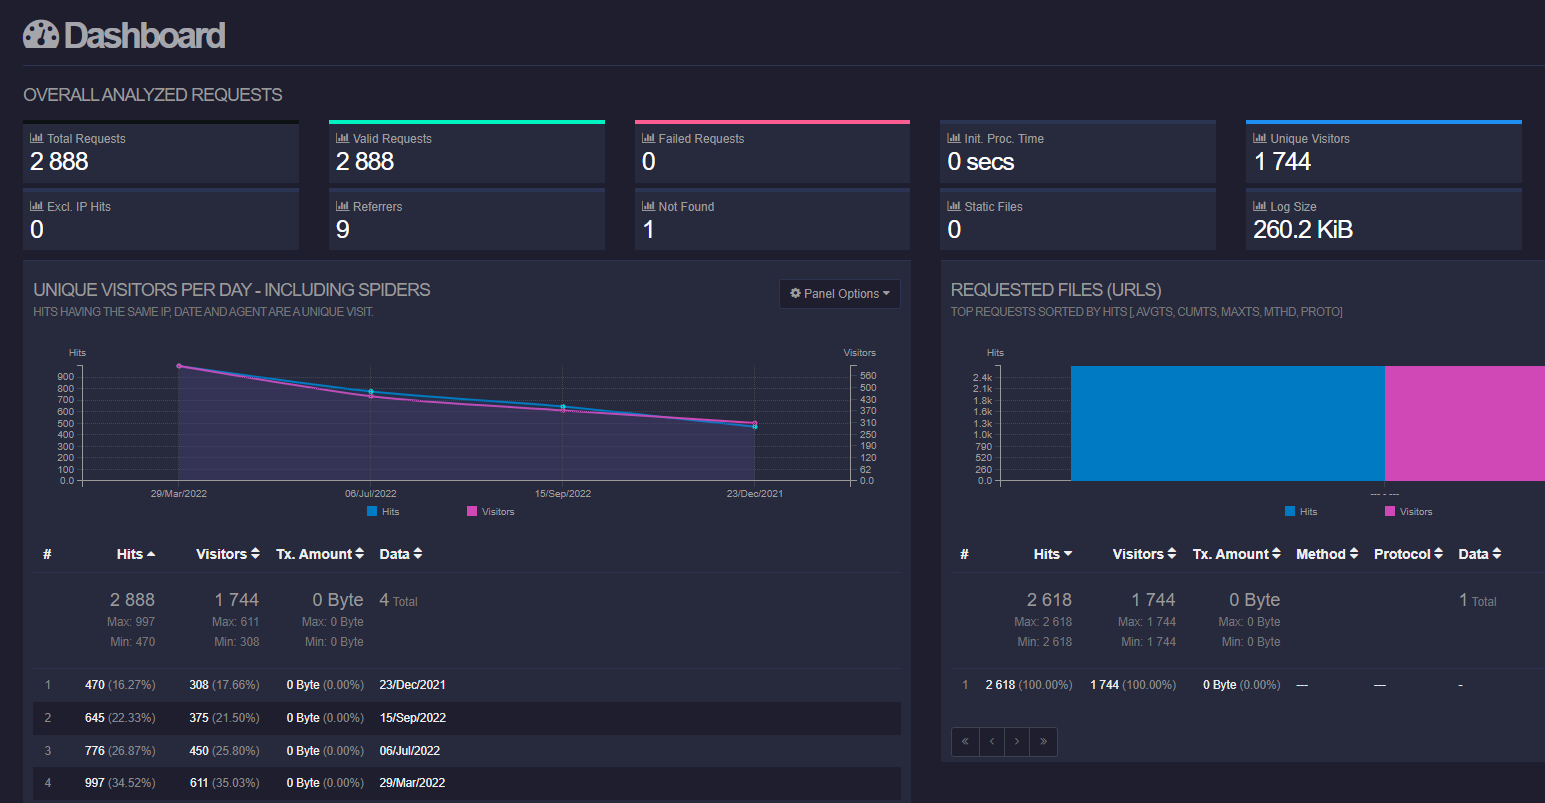 Dashboard
OVERALL ANALYZED REQUESTS
Total Requests
2 888
Valid Requests
2 888
Failed Requests
0
Init. Proc. Time
0 secs
Unique Visitors
1 744
Excl. IP Hits
0
Referrers
9
Not Found
1
Static Files
0
Log Size
260.2 KiB
UNIQUE VISITORS PER DAY - INCLUDING SPIDERS
HITS HAVING THE SAME IP, DATE AND AGENT ARE A UNIQUE VISIT.
Panel Options
Hits Visitors
900 560
800 500
700 430
600 370
500 310
400 250
300 190
200 120
100 62
0.0 0.0
29/Mar/2022 06/Jul/2022 15/Sep/2022 23/Dec/2021
Hits Visitors
# Hits Visitors Tx. Amount Data
2 888 1 744 0 Byte 4 Total
Max: 997 Max: 611 Max: 0 Byte
Min: 470 Min: 308 Min: 0 Byte
1 470 (16.27%) 308 (17.66%) 0 Byte (0.00%) 23/Dec/2021
2 645 (22.33%) 375 (21.50%) 0 Byte (0.00%) 15/Sep/2022
3 776 (26.87%) 450 (25.80%) 0 Byte (0.00%) 06/Jul/2022
4 997 (34.52%) 611 (35.03%) 0 Byte (0.00%) 29/Mar/2022
REQUESTED FILES (URLS)
TOP REQUESTS SORTED BY HITS [, AVGTS, CUMTS, MAXTS, MTHD, PROTO]
Hits
2.4k
2.1k
1.8k
1.6k
1.3k
1.0k
790
520
260
0.0
--- - ---
Hits Visitors
# Hits Visitors Tx. Amount Method Protocol Data
2 618 1 744 0 Byte 1 Total
Max: 2 618 Max: 1 744 Max: 0 Byte
Min: 2 618 Min: 1 744 Min: 0 Byte
1 2 618 (100.00%) 1 744 (100.00%) 0 Byte (0.00%) --- --- -
« ‹ › »